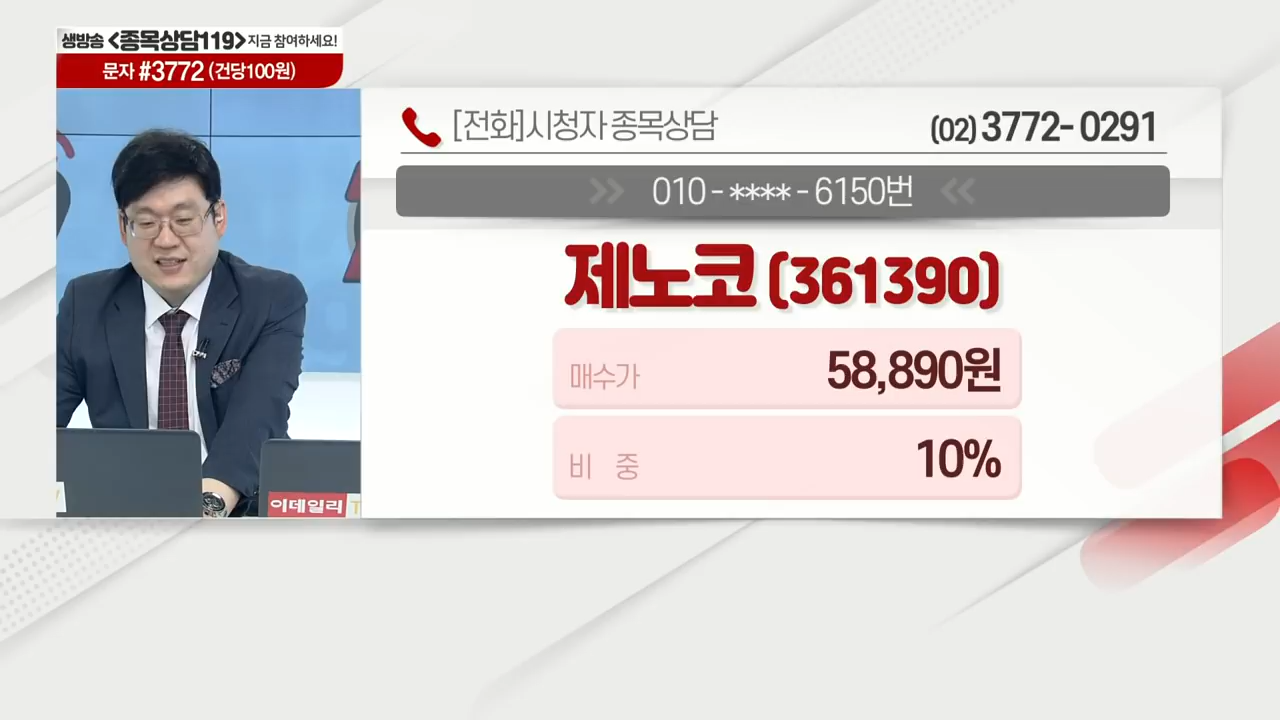 생방송 <종목상담119> 지금 참여하세요!
문자 #3772 (건당100원)
[전화]시청자 종목상담
(02) 3772- 0291
010 - **** - 6150번
제노코 (361390)
매수가 58,890원
비 중 10%
이데일리 T